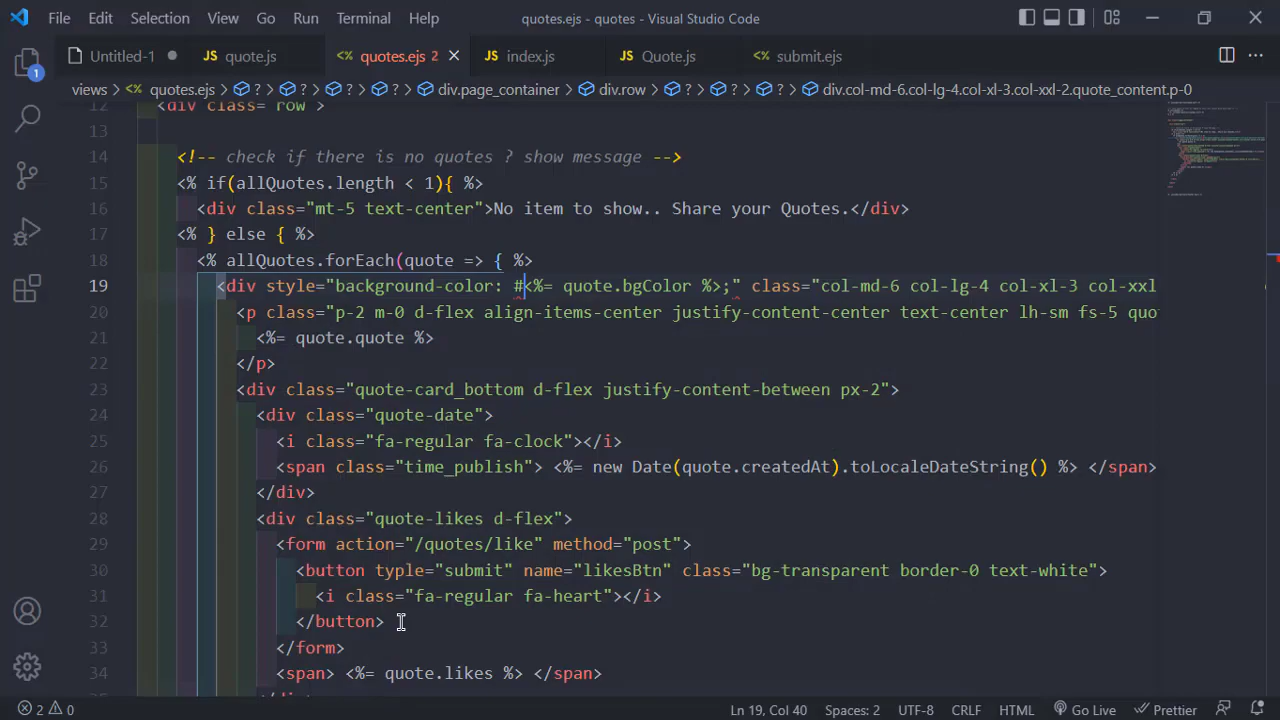 File Edit Selection View Go Run Terminal Help quotes.ejs - quotes - Visual Studio Code
Untitled-1 quote.js quotes.ejs 2 index.js Quote.js submit.ejs
1
views > quotes.ejs > ? > ? > ? > ? > div.page_container > div.row > ? > ? > div.col-md-6.col-lg-4.col-xl-3.col-xxl-2.quote_content.p-0
12 <div class="row">
13
14 <!-- check if there is no quotes ? show message -->
15 <% if(allQuotes.length < 1){ %>
16 <div class="mt-5 text-center">No item to show.. Share your Quotes.</div>
17 <% } else { %>
18 <% allQuotes.forEach(quote => { %>
19 <div style="background-color: #<%= quote.bgColor %>;" class="col-md-6 col-lg-4 col-xl-3 col-xxl
20 <p class="p-2 m-0 d-flex align-items-center justify-content-center text-center lh-sm fs-5 quo
21 <%= quote.quote %>
22 </p>
23 <div class="quote-card_bottom d-flex justify-content-between px-2">
24 <div class="quote-date">
25 <i class="fa-regular fa-clock"></i>
26 <span class="time_publish"> <%= new Date(quote.createdAt).toLocaleDateString() %> </span>
27 </div>
28 <div class="quote-likes d-flex">
29 <form action="/quotes/like" method="post">
30 <button typle="submit" name="likesBtn" class="bg-transparent border-0 text-white">
31 <i class="fa-regular fa-heart"></i>
32 </button>
33 </form>
34 <span> <%= quote.likes %> </span>
2 0 Ln 19, Col 40 Spaces: 2 UTF-8 CRLF HTML Go Live Prettier